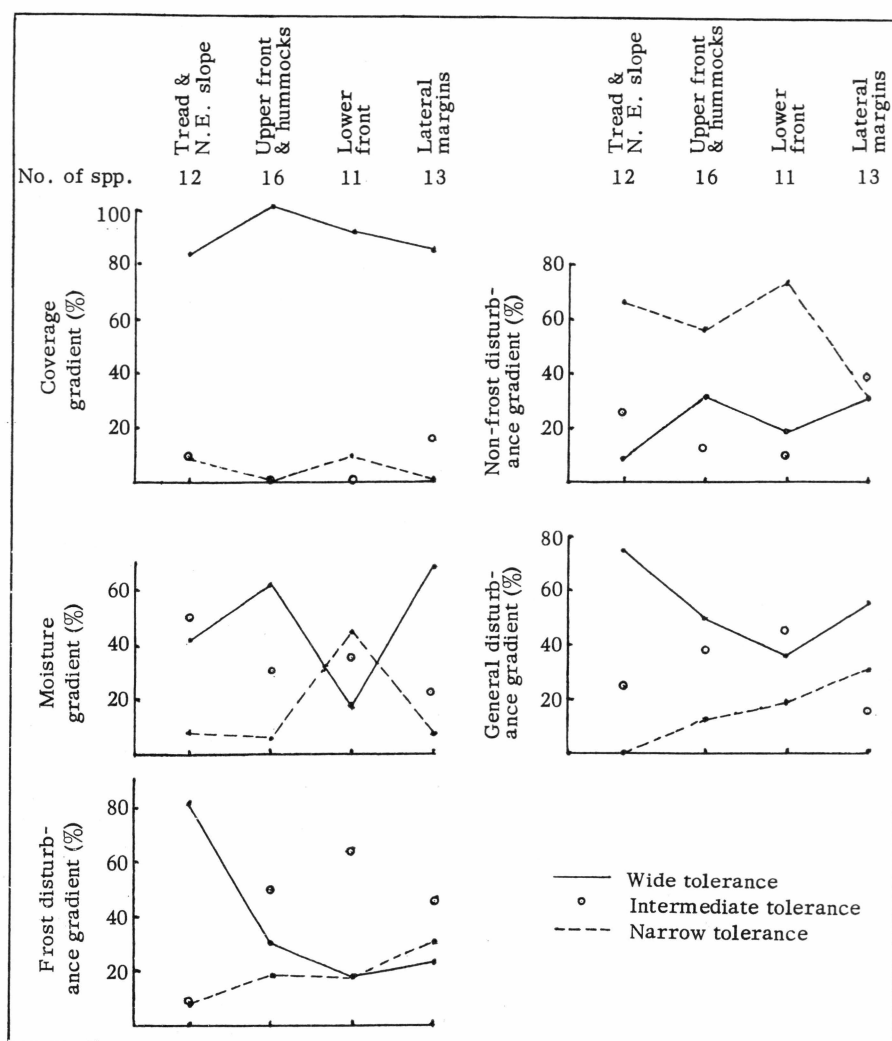 Tread &
N. E. slope
Upper front
& hummocks
Lower
front
Lateral
margins
Tread &
N. E. slope
Upper front
& hummocks
Lower
front
Lateral
margins
No. of spp. 12 16 11 13 12 16 11 13
Coverage
gradient (%)
100
80
60
40
20
Non-frost disturb-
ance gradient (%)
80
60
40
20
Moisture
gradient (%)
60
40
20
General disturb-
ance gradient (%)
80
60
40
20
Frost disturb-
ance gradient (%)
80
60
40
20
Wide tolerance
Intermediate tolerance
Narrow tolerance